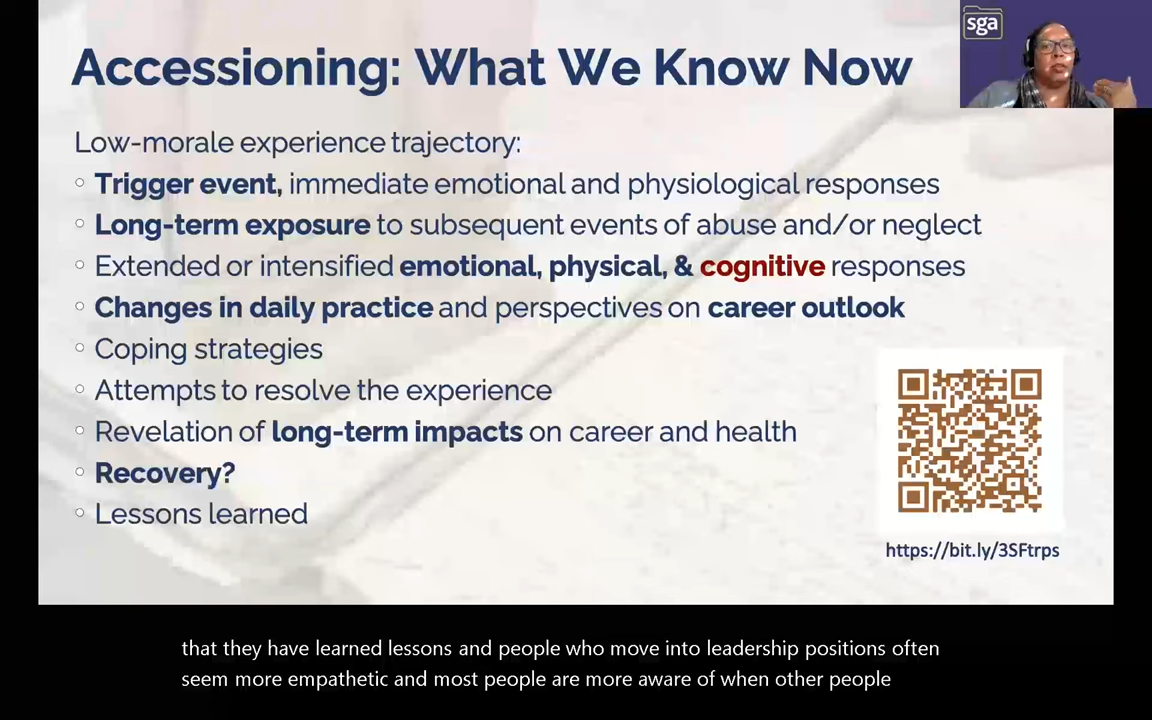 Accessioning: What We Know Now
sga
Low-morale experience trajectory:
Trigger event, immediate emotional and physiological responses
Long-term exposure to subsequent events of abuse and/or neglect
Extended or intensified emotional, physical, & cognitive responses
Changes in daily practice and perspectives on career outlook
Coping strategies
Attempts to resolve the experience
Revelation of long-term impacts on career and health
Recovery?
Lessons learned
https://bit.ly/3SFtrps
that they have learned lessons and people who move into leadership positions often
seem more empathetic and most people are more aware of when other people